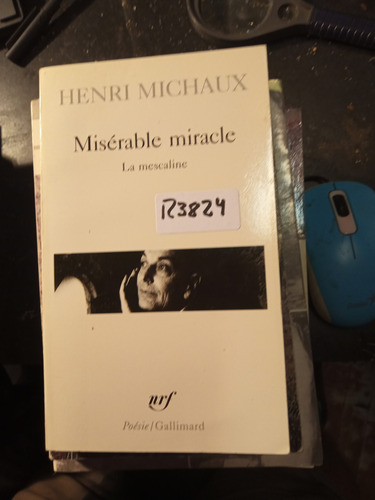 HENRI MICHAUX
Misérable miracle
La mescaline
R3824
nrf
Poésie/Gallimard